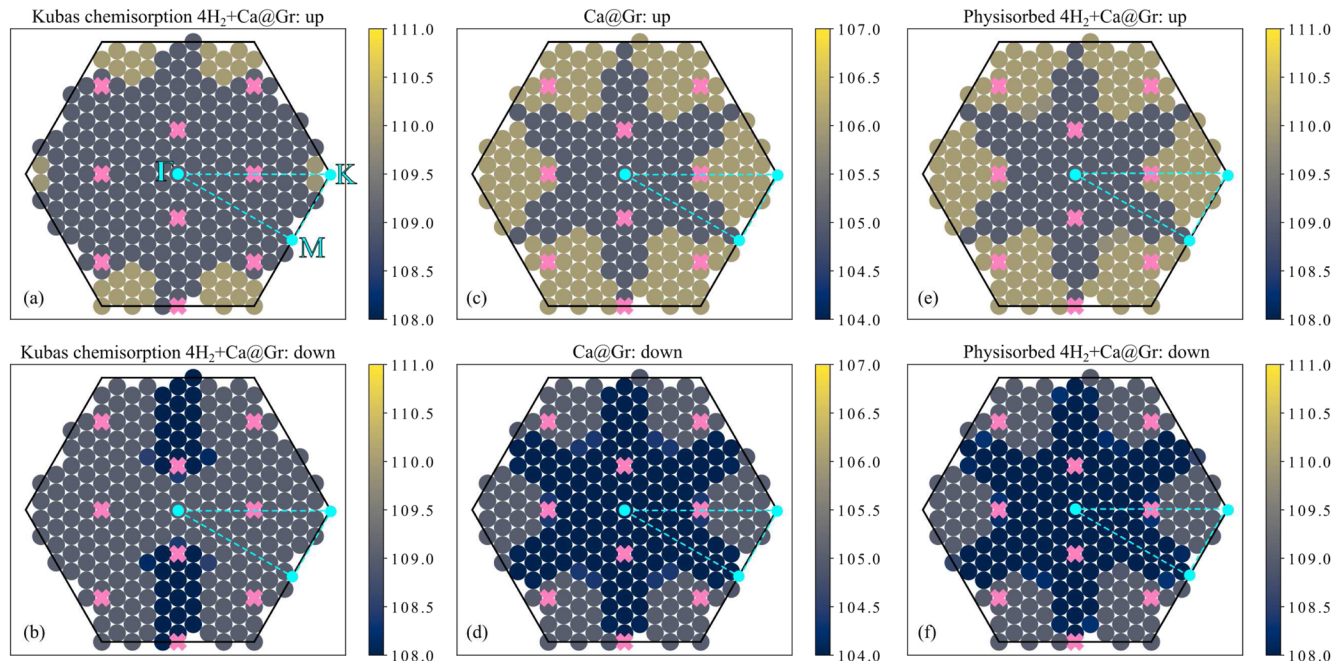 Kubas chemisorption 4H₂+Ca@Gr: up
111.0
110.5
110.0
109.5
109.0
108.5
108.0
Γ
K
M
(a)
Ca@Gr: up
107.0
106.5
106.0
105.5
105.0
104.5
104.0
(c)
Physisorbed 4H₂+Ca@Gr: up
111.0
110.5
110.0
109.5
109.0
108.5
108.0
(e)
Kubas chemisorption 4H₂+Ca@Gr: down
111.0
110.5
110.0
109.5
109.0
108.5
108.0
(b)
Ca@Gr: down
107.0
106.5
106.0
105.5
105.0
104.5
104.0
(d)
Physisorbed 4H₂+Ca@Gr: down
111.0
110.5
110.0
109.5
109.0
108.5
108.0
(f)